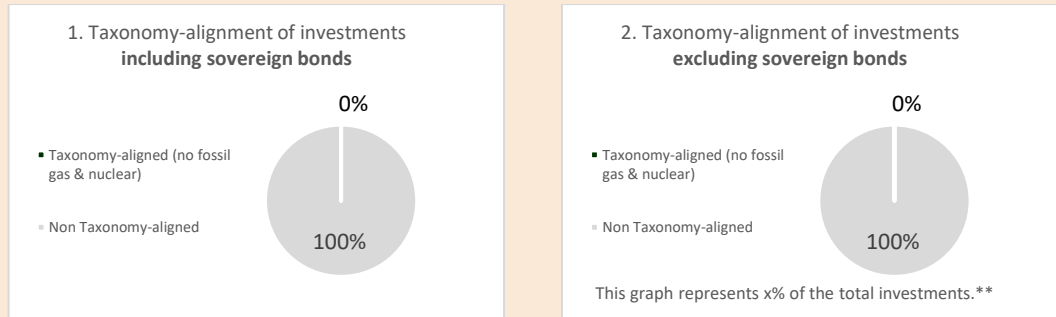 1. Taxonomy-alignment of investments
including sovereign bonds
0%
Taxonomy-aligned (no fossil
gas & nuclear)
Non Taxonomy-aligned
100%
2. Taxonomy-alignment of investments
excluding sovereign bonds
0%
Taxonomy-aligned (no fossil
gas & nuclear)
Non Taxonomy-aligned
100%
This graph represents x% of the total investments.**